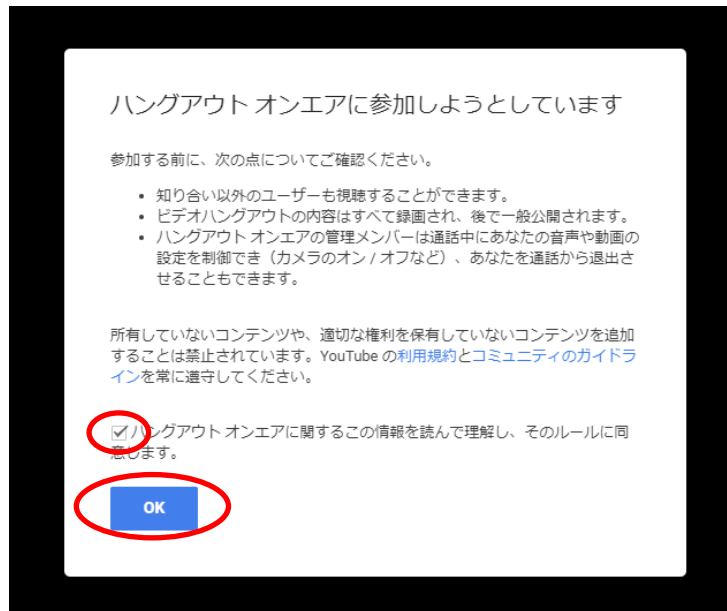 ハングアウト オンエアに参加しようとしています
参加する前に、次の点についてご確認ください。
• 知り合い以外のユーザーも視聴することができます。
• ビデオハングアウトの内容はすべて録画され、後で一般公開されます。
• ハングアウト オンエアの管理メンバーは通話中にあなたの音声や動画の
設定を制御でき（カメラのオン / オフなど）、あなたを通話から退出さ
せることもできます。
所有していないコンテンツや、適切な権利を保有していないコンテンツを追加
することは禁止されています。YouTube の利用規約とコミュニティのガイドラ
インを常に遵守してください。
ハングアウト オンエアに関するこの情報を読んで理解し、そのルールに同
意します。
OK